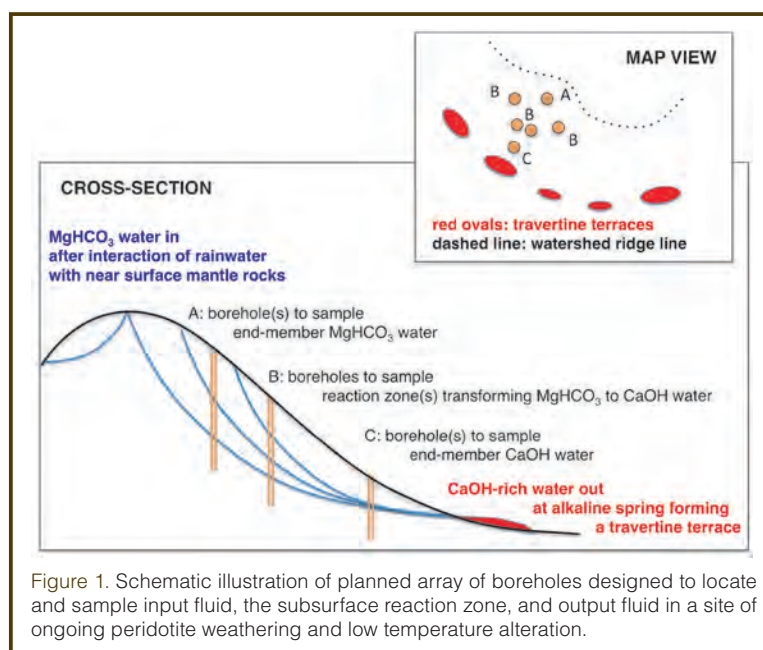 MAP VIEW
B
A
B
B
C
red ovals: travertine terraces
dashed line: watershed ridge line
CROSS-SECTION
MgHCO₃ water in
after interaction of rainwater
with near surface mantle rocks
A: borehole(s) to sample
end-member MgHCO₃ water
B: boreholes to sample
reaction zone(s) transforming MgHCO₃ to CaOH water
C: borehole(s) to sample
end-member CaOH water
CaOH-rich water out
at alkaline spring forming
a travertine terrace
Figure 1. Schematic illustration of planned array of boreholes designed to locate
and sample input fluid, the subsurface reaction zone, and output fluid in a site of
ongoing peridotite weathering and low temperature alteration.